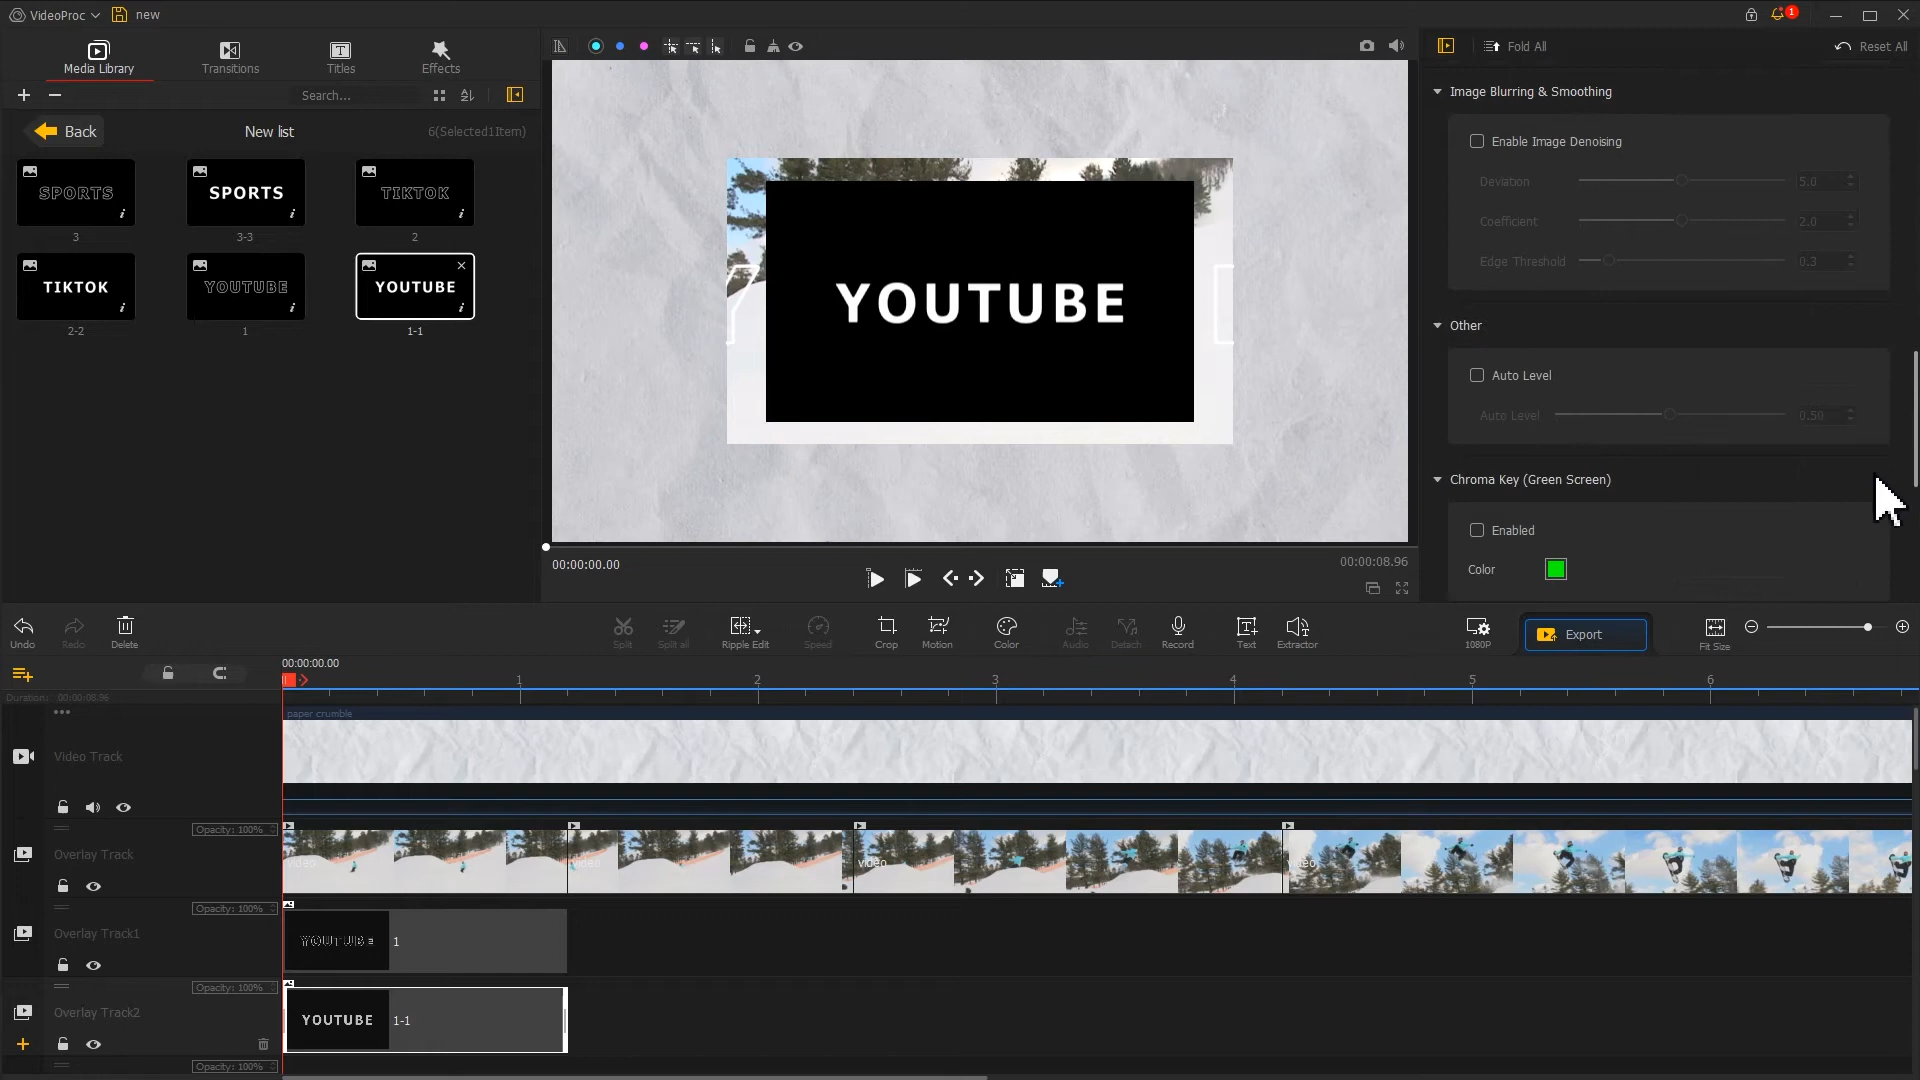 VideoProc
new
1
Media Library
Transitions
Titles
Effects
Search...
Back
New list
6(Selected1Item)
SPORTS
SPORTS
TIKTOK
3
3-3
2
TIKTOK
YOUTUBE
YOUTUBE
2-2
1
1-1
YOUTUBE
00:00:00.00
00:00:08.96
Fold All
Reset All
Image Blurring & Smoothing
Enable Image Denoising
Deviation
5.0
Coefficient
2.0
Edge Threshold
0.3
Other
Auto Level
Auto Level
0.50
Chroma Key (Green Screen)
Enabled
Color
Undo
Redo
Delete
Split
Split all
Ripple Edit
Speed
Crop
Motion
Color
Audio
Detach
Record
Text
Extractor
1080P
Export
Fit Size
00:00:00.00
1
2
3
4
5
6
Duration: 00:00:08.96
paper crumble
Video Track
Opacity: 100%
Overlay Track
video
video
video
video
Opacity: 100%
Overlay Track1
YOUTUBE
1
Opacity: 100%
Overlay Track2
YOUTUBE
1-1
Opacity: 100%